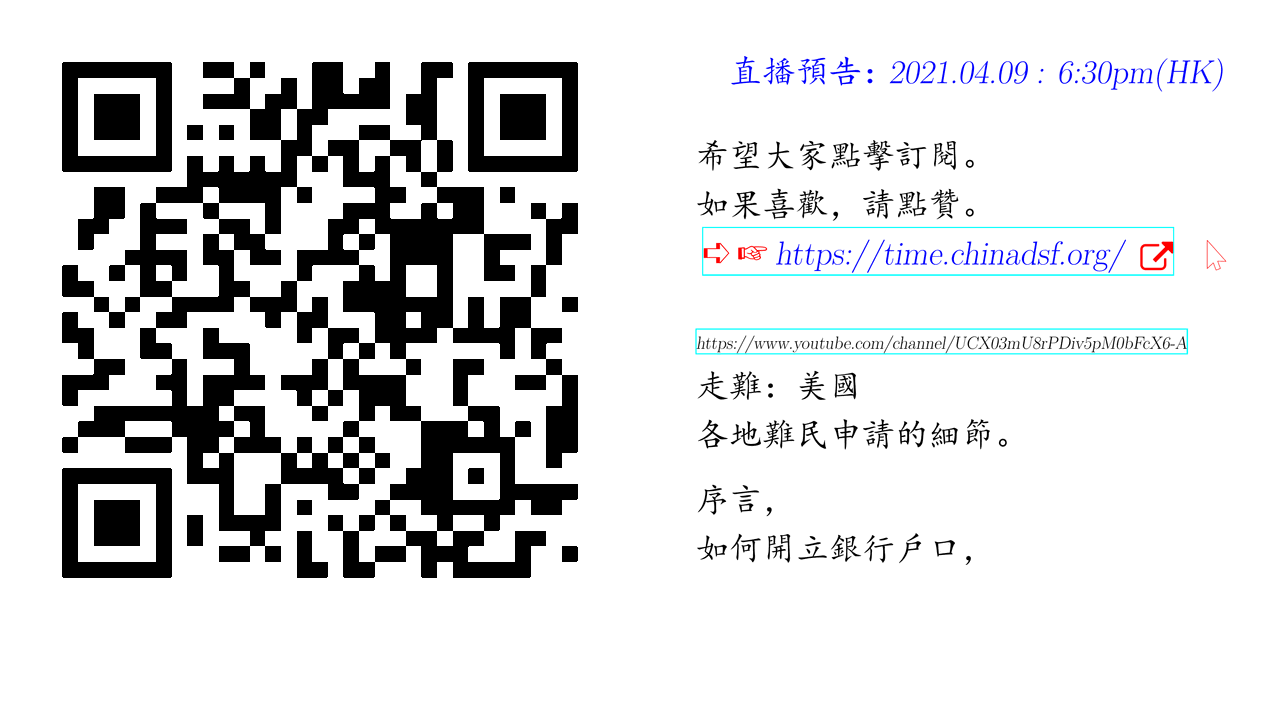 直播預告: 2021.04.09 : 6:30pm(HK)
希望大家點擊訂閱。
如果喜歡，請點贊。
➪ ☞ https://time.chinadsf.org/
https://www.youtube.com/channel/UCX03mU8rPDiv5pM0bFcX6-A
走難：美國
各地難民申請的細節。
序言，
如何開立銀行戶口，